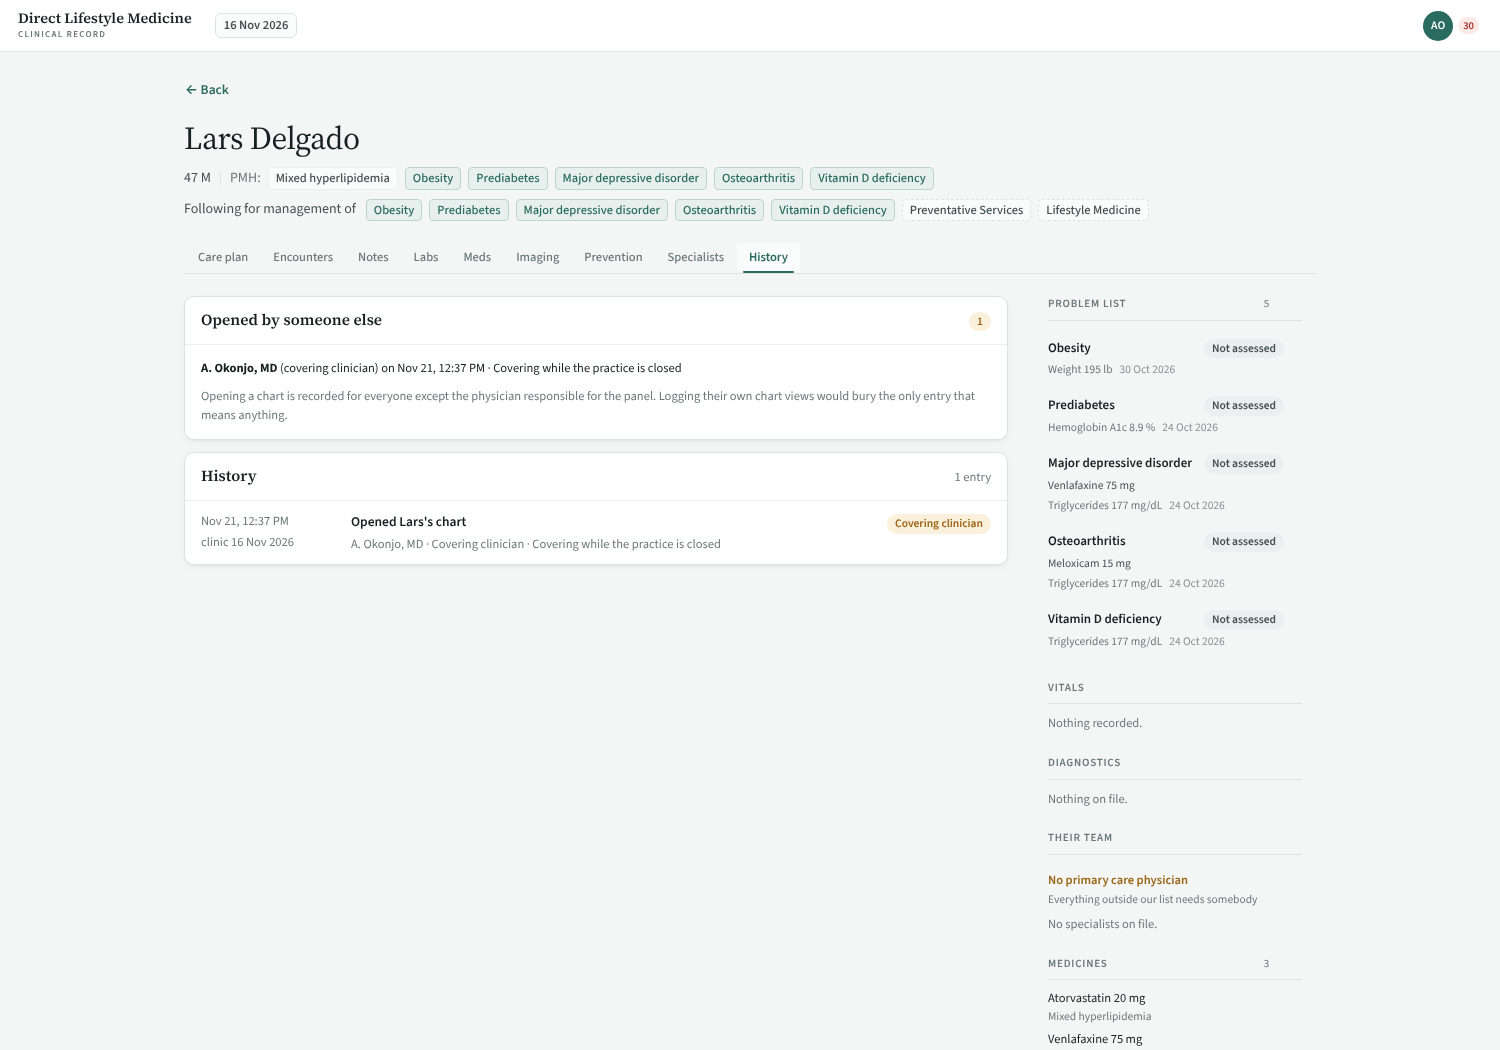 Direct Lifestyle Medicine
CLINICAL RECORD
16 Nov 2026
AO
30
← Back
Lars Delgado
47 M PMH: Mixed hyperlipidemia Obesity Prediabetes Major depressive disorder Osteoarthritis Vitamin D deficiency
Following for management of Obesity Prediabetes Major depressive disorder Osteoarthritis Vitamin D deficiency Preventative Services Lifestyle Medicine
Care plan Encounters Notes Labs Meds Imaging Prevention Specialists History
Opened by someone else 1
A. Okonjo, MD (covering clinician) on Nov 21, 12:37 PM · Covering while the practice is closed
Opening a chart is recorded for everyone except the physician responsible for the panel. Logging their own chart views would bury the only entry that
means anything.
History 1 entry
Nov 21, 12:37 PM Opened Lars's chart Covering clinician
clinic 16 Nov 2026 A. Okonjo, MD · Covering clinician · Covering while the practice is closed
PROBLEM LIST 5
Obesity Not assessed
Weight 195 lb 30 Oct 2026
Prediabetes Not assessed
Hemoglobin A1c 8.9 % 24 Oct 2026
Major depressive disorder Not assessed
Venlafaxine 75 mg
Triglycerides 177 mg/dL 24 Oct 2026
Osteoarthritis Not assessed
Meloxicam 15 mg
Triglycerides 177 mg/dL 24 Oct 2026
Vitamin D deficiency Not assessed
Triglycerides 177 mg/dL 24 Oct 2026
VITALS
Nothing recorded.
DIAGNOSTICS
Nothing on file.
THEIR TEAM
No primary care physician
Everything outside our list needs somebody
No specialists on file.
MEDICINES 3
Atorvastatin 20 mg
Mixed hyperlipidemia
Venlafaxine 75 mg